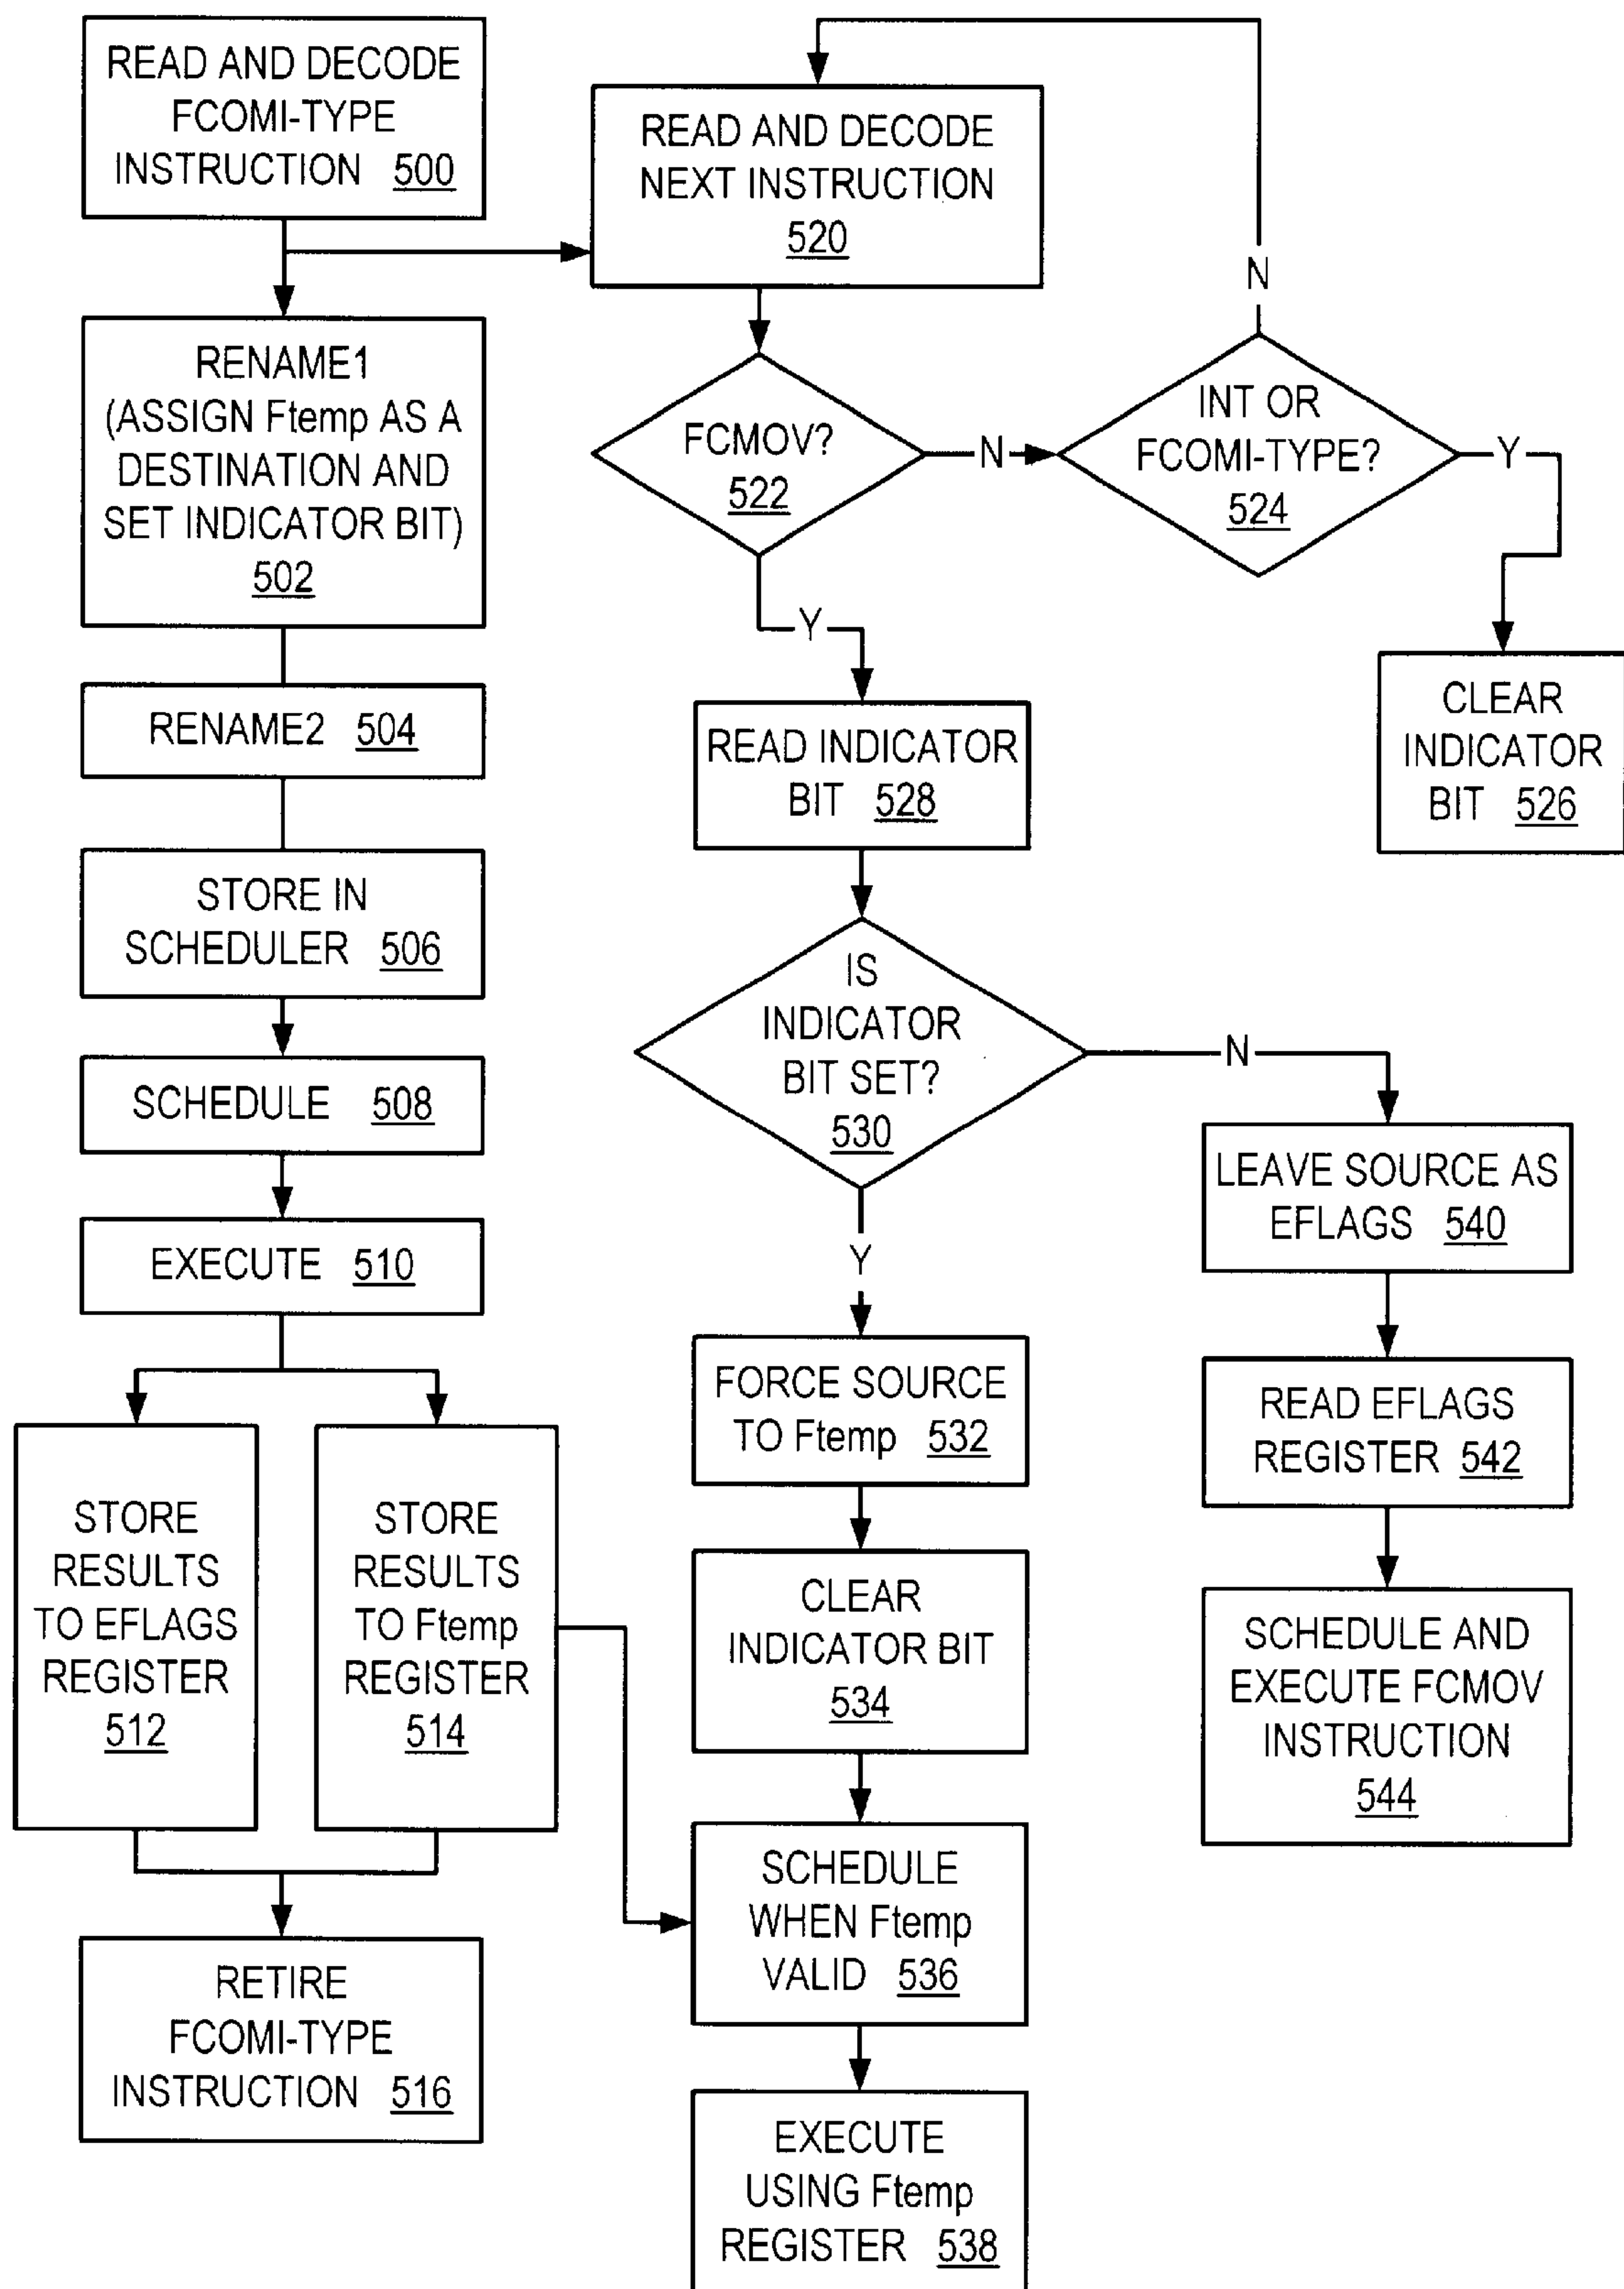 READ AND DECODE
FCOMI-TYPE
INSTRUCTION 500
RENAME1
(ASSIGN Ftemp AS A
DESTINATION AND
SET INDICATOR BIT)
502
RENAME2 504
STORE IN
SCHEDULER 506
SCHEDULE 508
EXECUTE 510
STORE
RESULTS
TO EFLAGS
REGISTER
512
STORE
RESULTS
TO Ftemp
REGISTER
514
RETIRE
FCOMI-TYPE
INSTRUCTION 516
READ AND DECODE
NEXT INSTRUCTION
520
FCMOV?
522
N
INT OR
FCOMI-TYPE?
524
N
Y
CLEAR
INDICATOR
BIT 526
Y
READ INDICATOR
BIT 528
IS
INDICATOR
BIT SET?
530
N
Y
FORCE SOURCE
TO Ftemp 532
CLEAR
INDICATOR BIT
534
SCHEDULE
WHEN Ftemp
VALID 536
EXECUTE
USING Ftemp
REGISTER 538
LEAVE SOURCE AS
EFLAGS 540
READ EFLAGS
REGISTER 542
SCHEDULE AND
EXECUTE FCMOV
INSTRUCTION
544